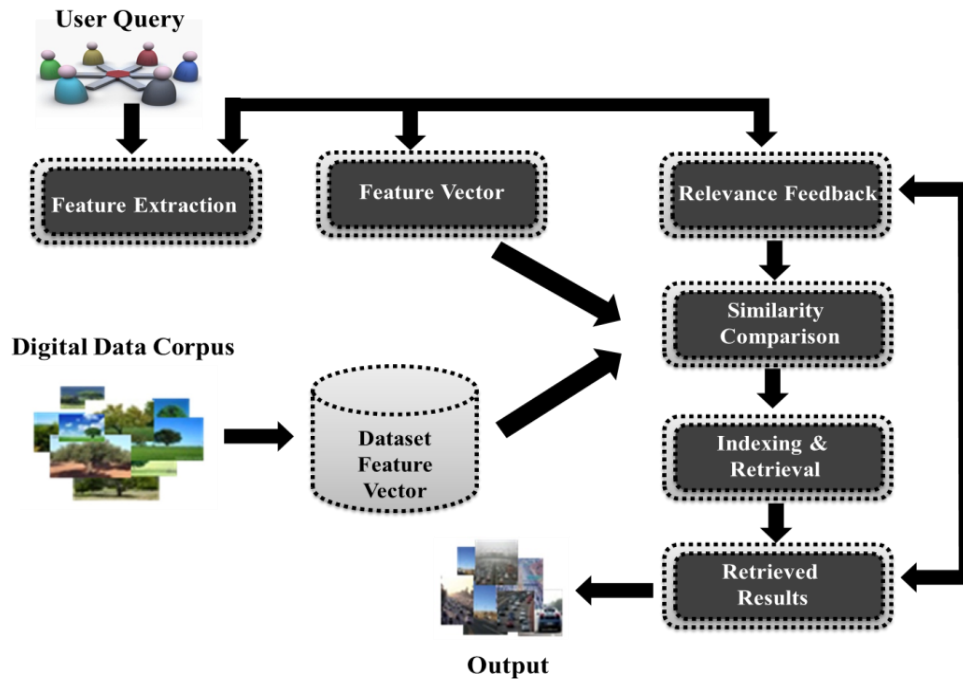 User Query
Feature Extraction
Feature Vector
Relevance Feedback
Similarity
Comparison
Digital Data Corpus
Dataset
Feature
Vector
Indexing &
Retrieval
Retrieved
Results
Output